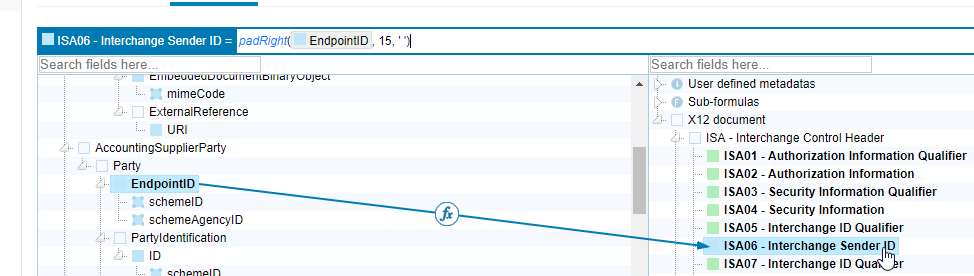 ISA06 - Interchange Sender ID = padRight( EndpointID , 15, ' ')
Search fields here...
EmbeddedDocumentBinaryObject
mimeCode
ExternalReference
URI
AccountingSupplierParty
Party
EndpointID
schemeID
schemeAgencyID
PartyIdentification
ID
schemeID
fx
Search fields here...
I User defined metadatas
F Sub-formulas
X12 document
ISA - Interchange Control Header
ISA01 - Authorization Information Qualifier
ISA02 - Authorization Information
ISA03 - Security Information Qualifier
ISA04 - Security Information
ISA05 - Interchange ID Qualifier
ISA06 - Interchange Sender ID
ISA07 - Interchange ID Qualifier